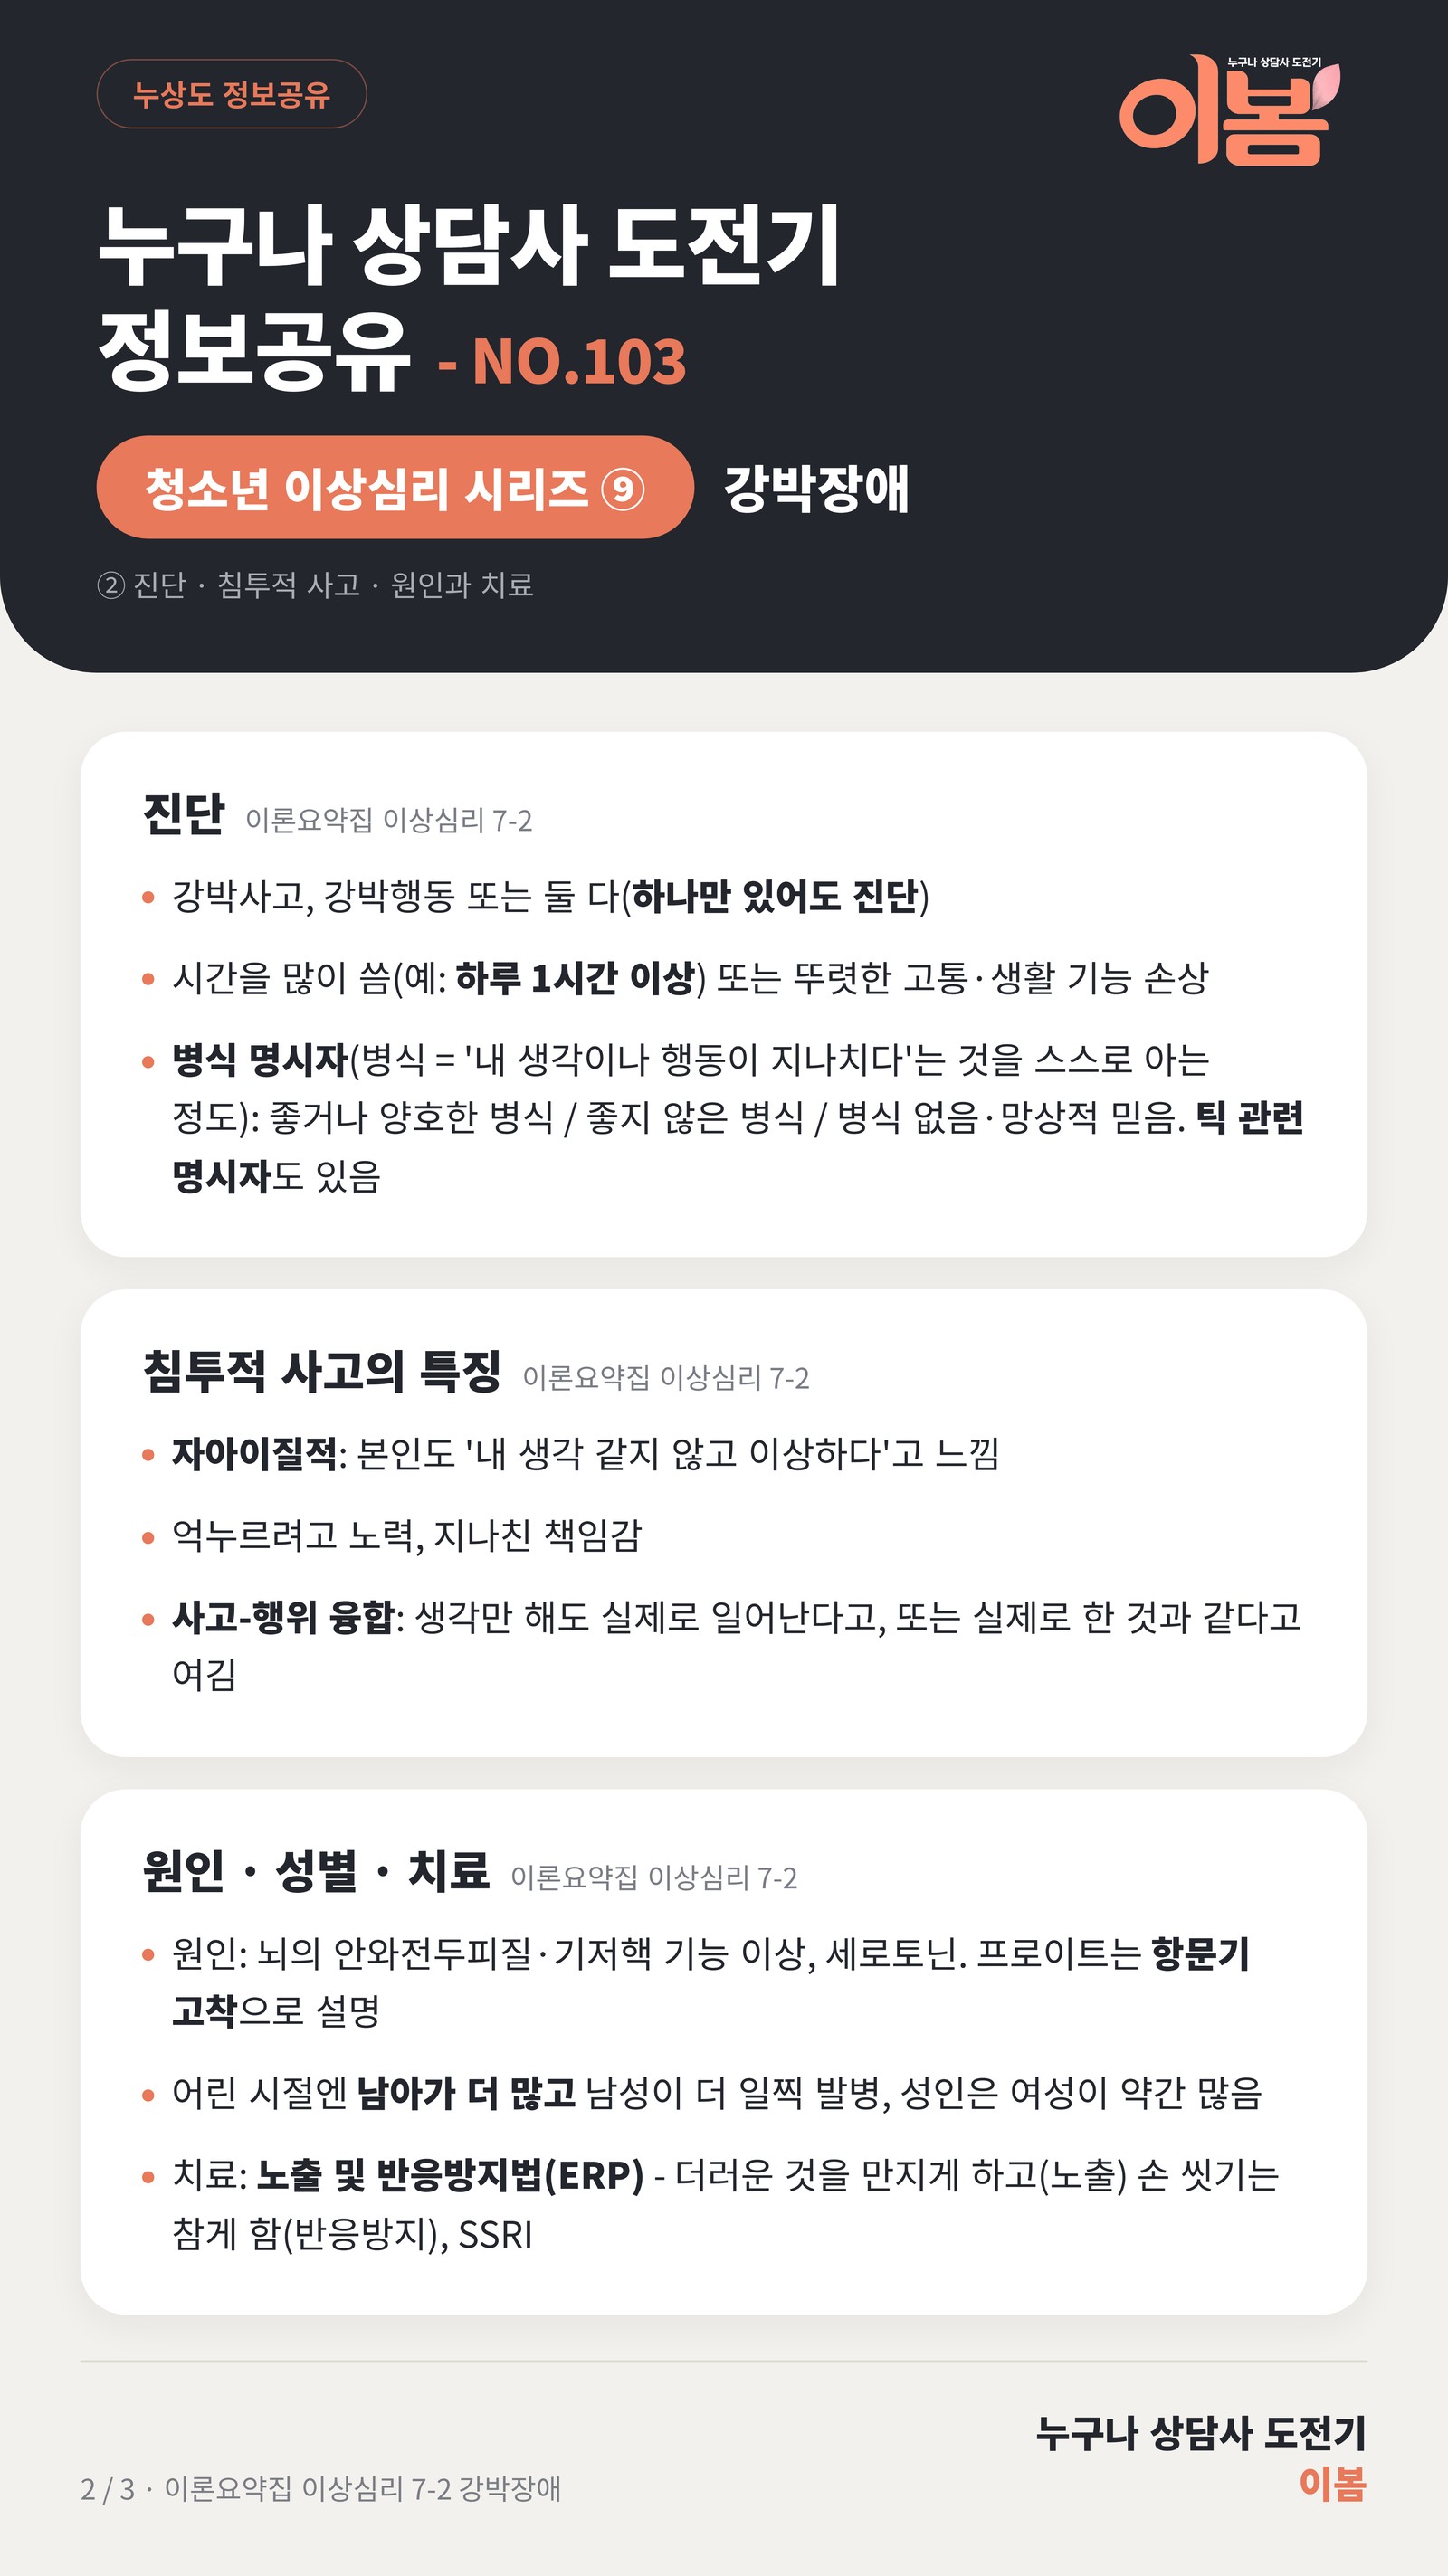 누상도 정보공유
누구나 상담사 도전기
이봄
누구나 상담사 도전기
정보공유 - NO.103
청소년 이상심리 시리즈 ⑨ 강박장애
② 진단 · 침투적 사고 · 원인과 치료
진단 이론요약집 이상심리 7-2
• 강박사고, 강박행동 또는 둘 다(하나만 있어도 진단)
• 시간을 많이 씀(예: 하루 1시간 이상) 또는 뚜렷한 고통·생활 기능 손상
• 병식 명시자(병식 = '내 생각이나 행동이 지나치다'는 것을 스스로 아는
정도): 좋거나 양호한 병식 / 좋지 않은 병식 / 병식 없음·망상적 믿음. 틱 관련
명시자도 있음
침투적 사고의 특징 이론요약집 이상심리 7-2
• 자아이질적: 본인도 '내 생각 같지 않고 이상하다'고 느낌
• 억누르려고 노력, 지나친 책임감
• 사고-행위 융합: 생각만 해도 실제로 일어난다고, 또는 실제로 한 것과 같다고
여김
원인 · 성별 · 치료 이론요약집 이상심리 7-2
• 원인: 뇌의 안와전두피질·기저핵 기능 이상, 세로토닌. 프로이트는 항문기
고착으로 설명
• 어린 시절엔 남아가 더 많고 남성이 더 일찍 발병, 성인은 여성이 약간 많음
• 치료: 노출 및 반응방지법(ERP) - 더러운 것을 만지게 하고(노출) 손 씻기는
참게 함(반응방지), SSRI
누구나 상담사 도전기
2 / 3 · 이론요약집 이상심리 7-2 강박장애
이봄